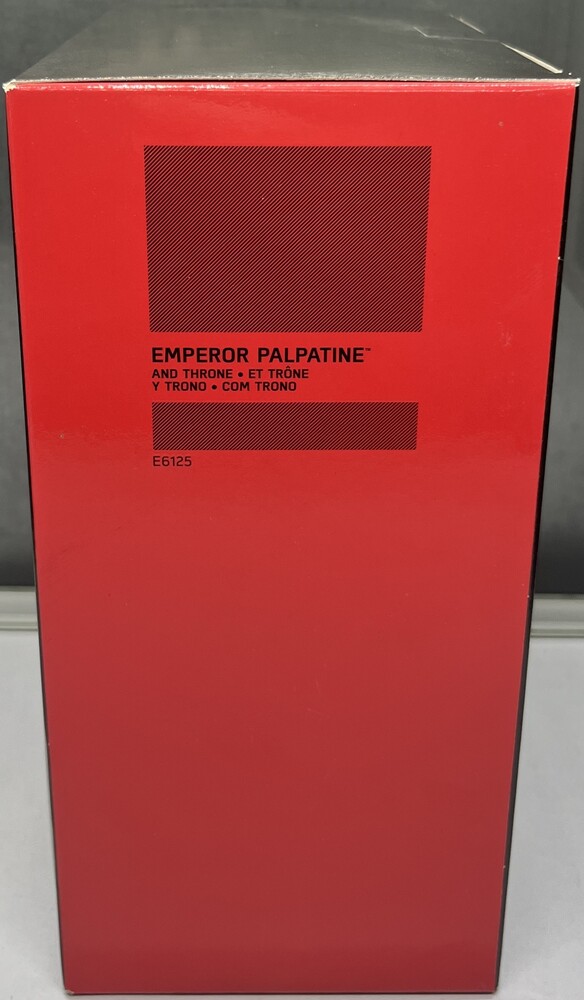 EMPEROR PALPATINE™
AND THRONE • ET TRÔNE
Y TRONO • COM TRONO
E6125